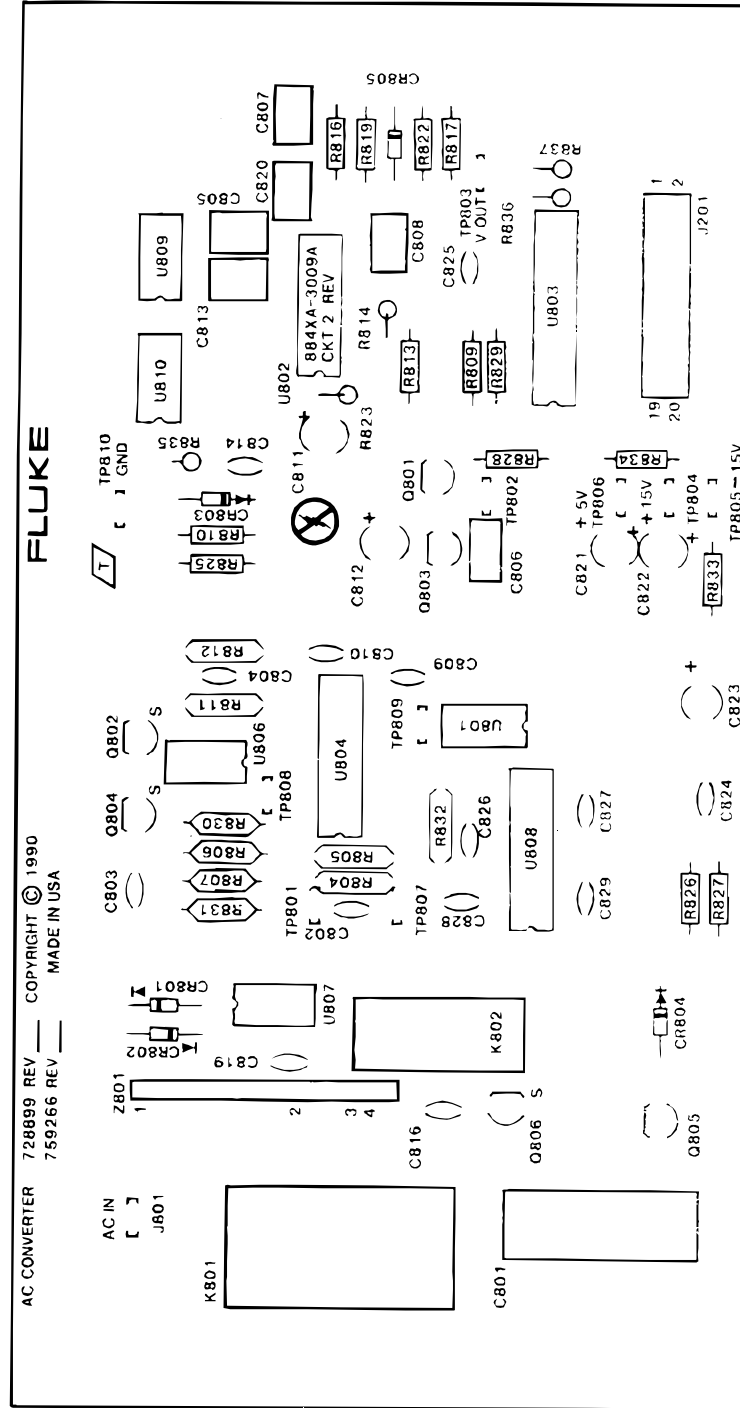 AC CONVERTER 728899 REV___ COPYRIGHT © 1990
759266 REV___ MADE IN USA
FLUKE
AC IN
J801
K801
C801
Z801
1
2
3
4
CR802
CR801
C819
U807
K802
C816
Q806
S
Q805
CR804
C803
R831
R807
R806
R830
Q804
S
Q802
S
U806
TP808
R811
C804
R812
TP801
C802
R804
R805
TP807
U804
C810
C809
TP809
U801
C828
R832
C826
U808
C829
C827
R826
R827
C824
C823
+
T
TP810
GND
R825
R810
CR803
R835
C814
C811
+
R823
U802
C812
+
Q803
Q801
C806
TP802
R828
C821
+ 5V
TP806
+
C822
+ 15V
+ TP804
R834
R833
TP805-15V
U810
U809
C813
C805
C820
C807
884XA-3009A
CKT 2 REV
R814
C808
R816
R819
CR805
R822
R817
R813
R809
R829
C825
TP803
V OUT
R836
R837
U803
19
20
1
2
J201